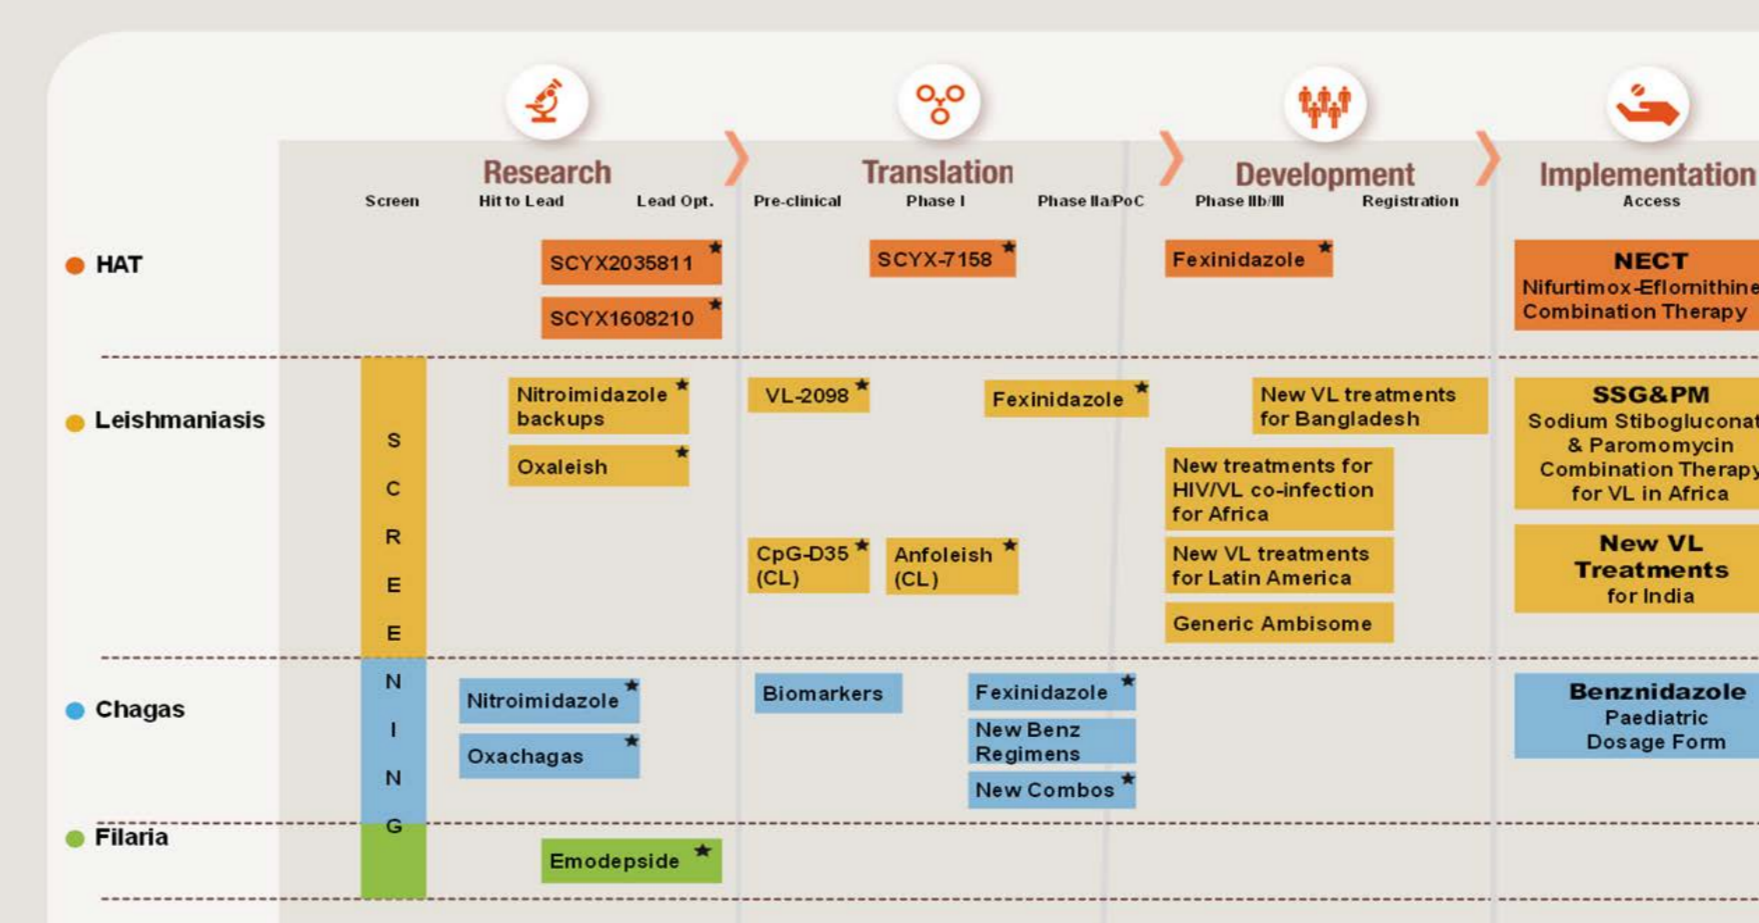 Research
Translation
Development
Implementation
Screen
Hit to Lead
Lead Opt.
Pre-clinical
Phase I
Phase IIa/PoC
Phase IIb/III
Registration
Access
HAT
SCYX2035811
SCYX1608210
SCYX-7158
Fexinidazole
NECT
Nifurtimox-Eflornithine
Combination Therapy
SCREENING
Leishmaniasis
Nitroimidazole
backups
Oxaleish
VL-2098
Fexinidazole
CpG-D35
(CL)
Anfoleish
(CL)
New VL treatments
for Bangladesh
New treatments for
HIV/VL co-infection
for Africa
New VL treatments
for Latin America
Generic Ambisome
SSG&PM
Sodium Stibogluconat
& Paromomycin
Combination Therapy
for VL in Africa
New VL
Treatments
for India
Chagas
Nitroimidazole
Oxachagas
Biomarkers
Fexinidazole
New Benz
Regimens
New Combos
Benznidazole
Paediatric
Dosage Form
Filaria
Emodepside